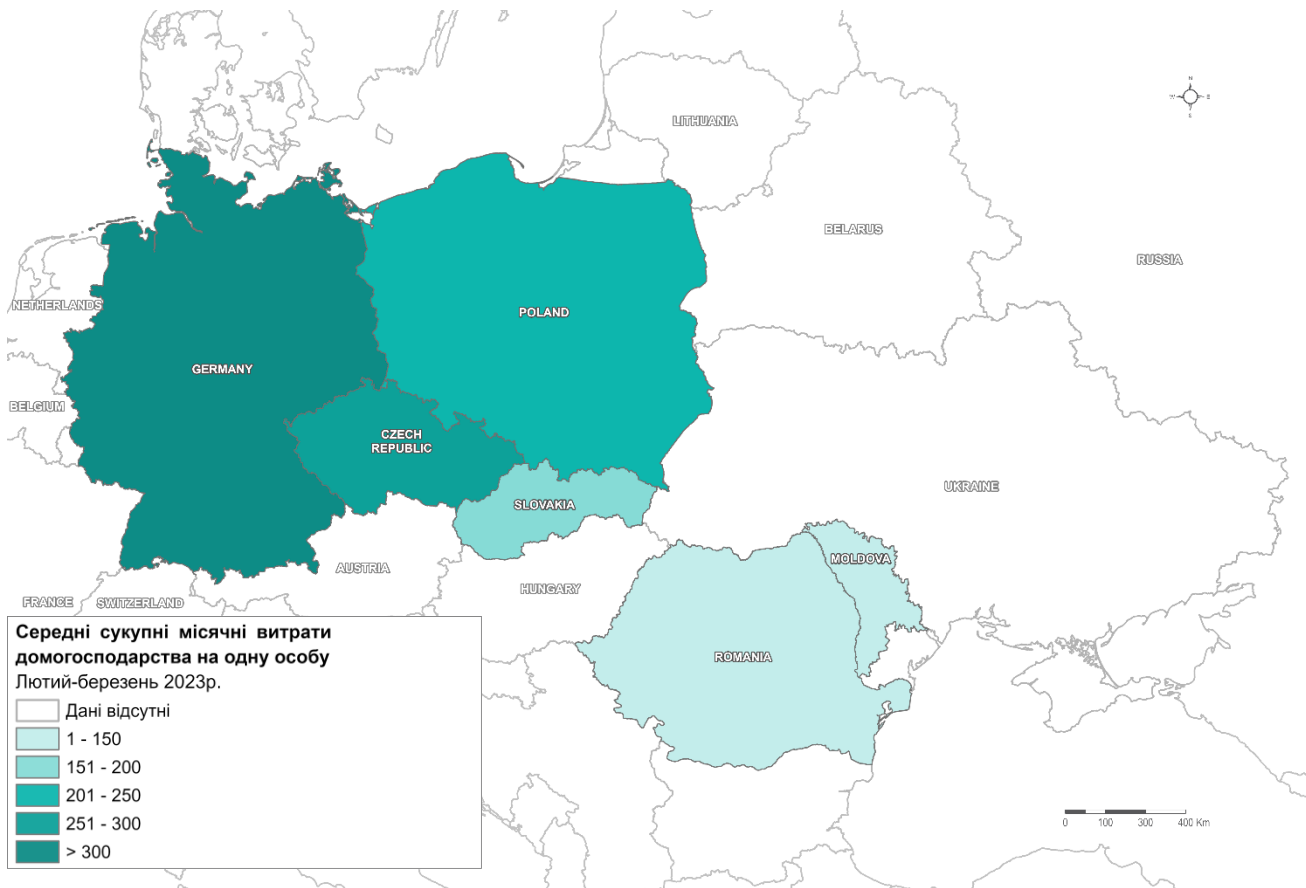 N
W E
S
LITHUANIA
BELARUS
RUSSIA
NETHERLANDS
POLAND
GERMANY
BELGIUM
CZECH
REPUBLIC
UKRAINE
SLOVAKIA
MOLDOVA
AUSTRIA
HUNGARY
FRANCE
SWITZERLAND
ROMANIA
Середні сукупні місячні витрати
домогосподарства на одну особу
Лютий-березень 2023р.
Дані відсутні
1 - 150
151 - 200
201 - 250
251 - 300
> 300
0 100 300 400 Km